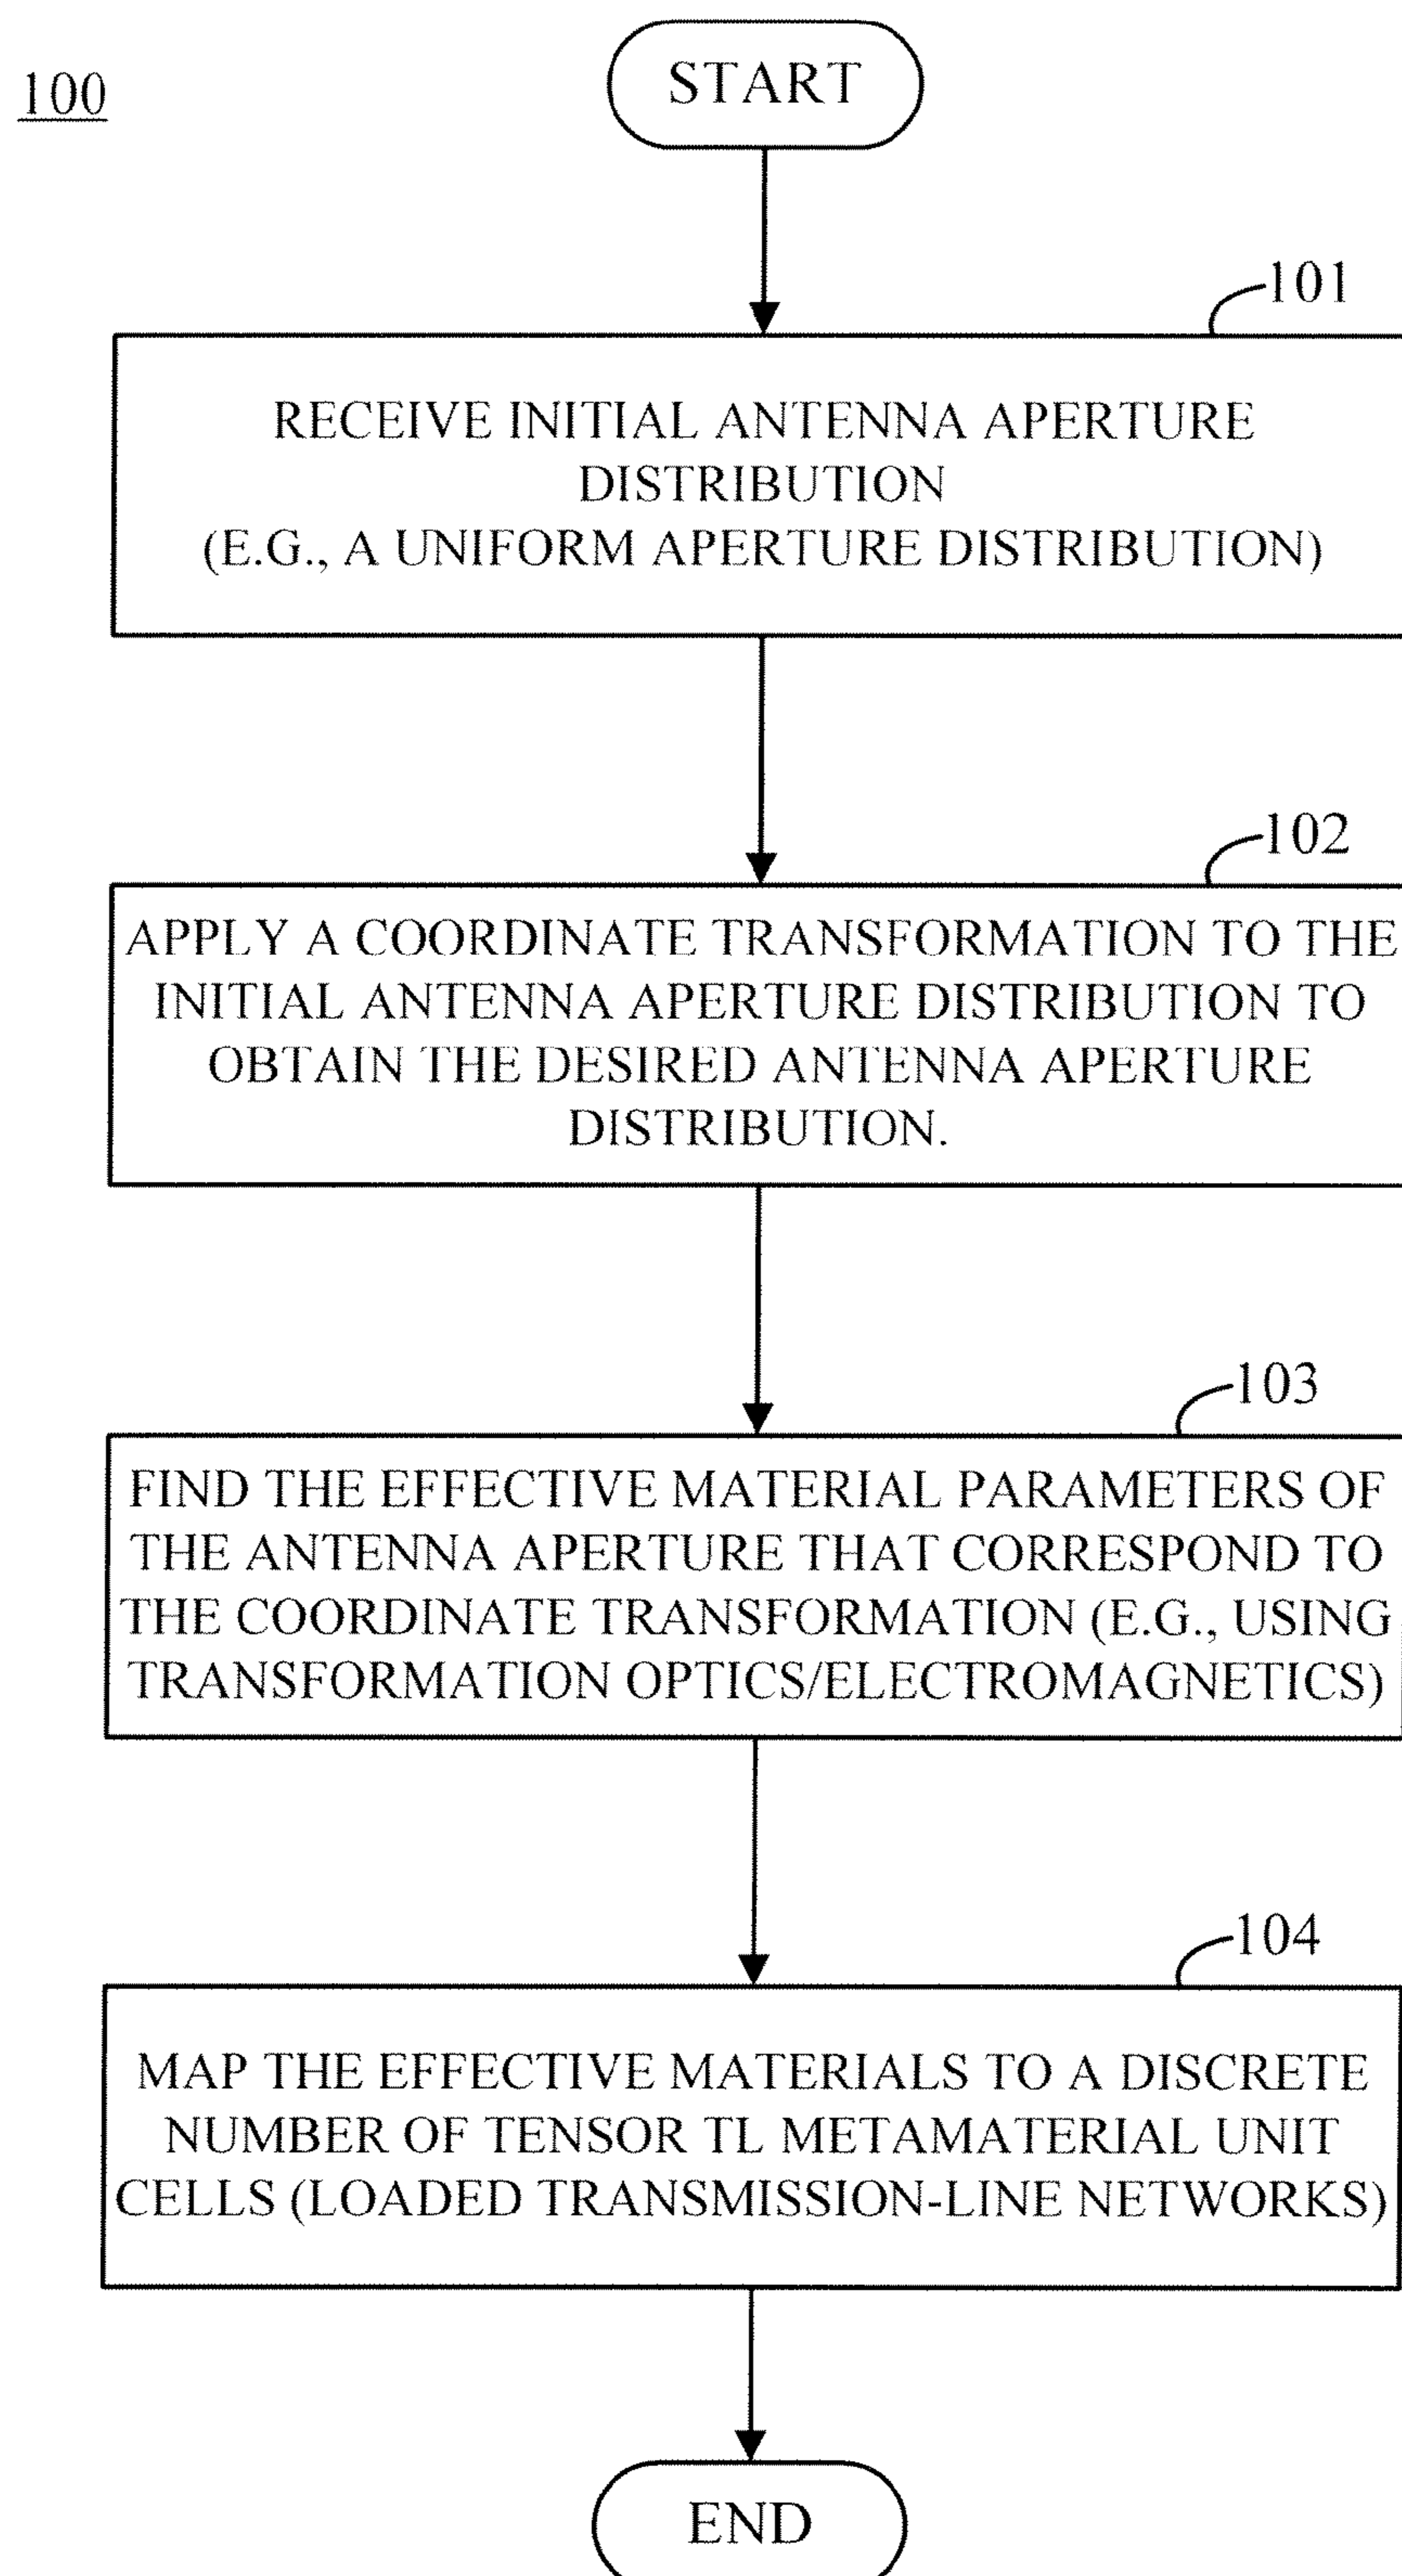 100
START
101
RECEIVE INITIAL ANTENNA APERTURE
DISTRIBUTION
(E.G., A UNIFORM APERTURE DISTRIBUTION)
102
APPLY A COORDINATE TRANSFORMATION TO THE
INITIAL ANTENNA APERTURE DISTRIBUTION TO
OBTAIN THE DESIRED ANTENNA APERTURE
DISTRIBUTION.
103
FIND THE EFFECTIVE MATERIAL PARAMETERS OF
THE ANTENNA APERTURE THAT CORRESPOND TO
THE COORDINATE TRANSFORMATION (E.G., USING
TRANSFORMATION OPTICS/ELECTROMAGNETICS)
104
MAP THE EFFECTIVE MATERIALS TO A DISCRETE
NUMBER OF TENSOR TL METAMATERIAL UNIT
CELLS (LOADED TRANSMISSION-LINE NETWORKS)
END